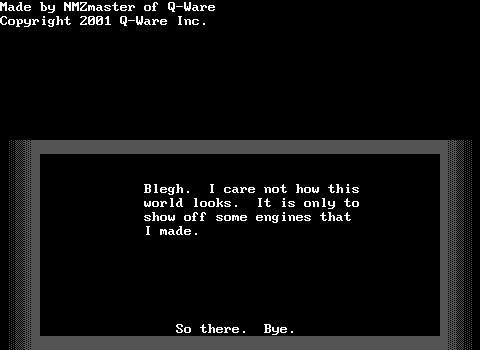 Made by NMZmaster of Q-Ware
Copyright 2001 Q-Ware Inc.
Blegh.  I care not how this
world looks.  It is only to
show off some engines that
I made.
So there.  Bye.